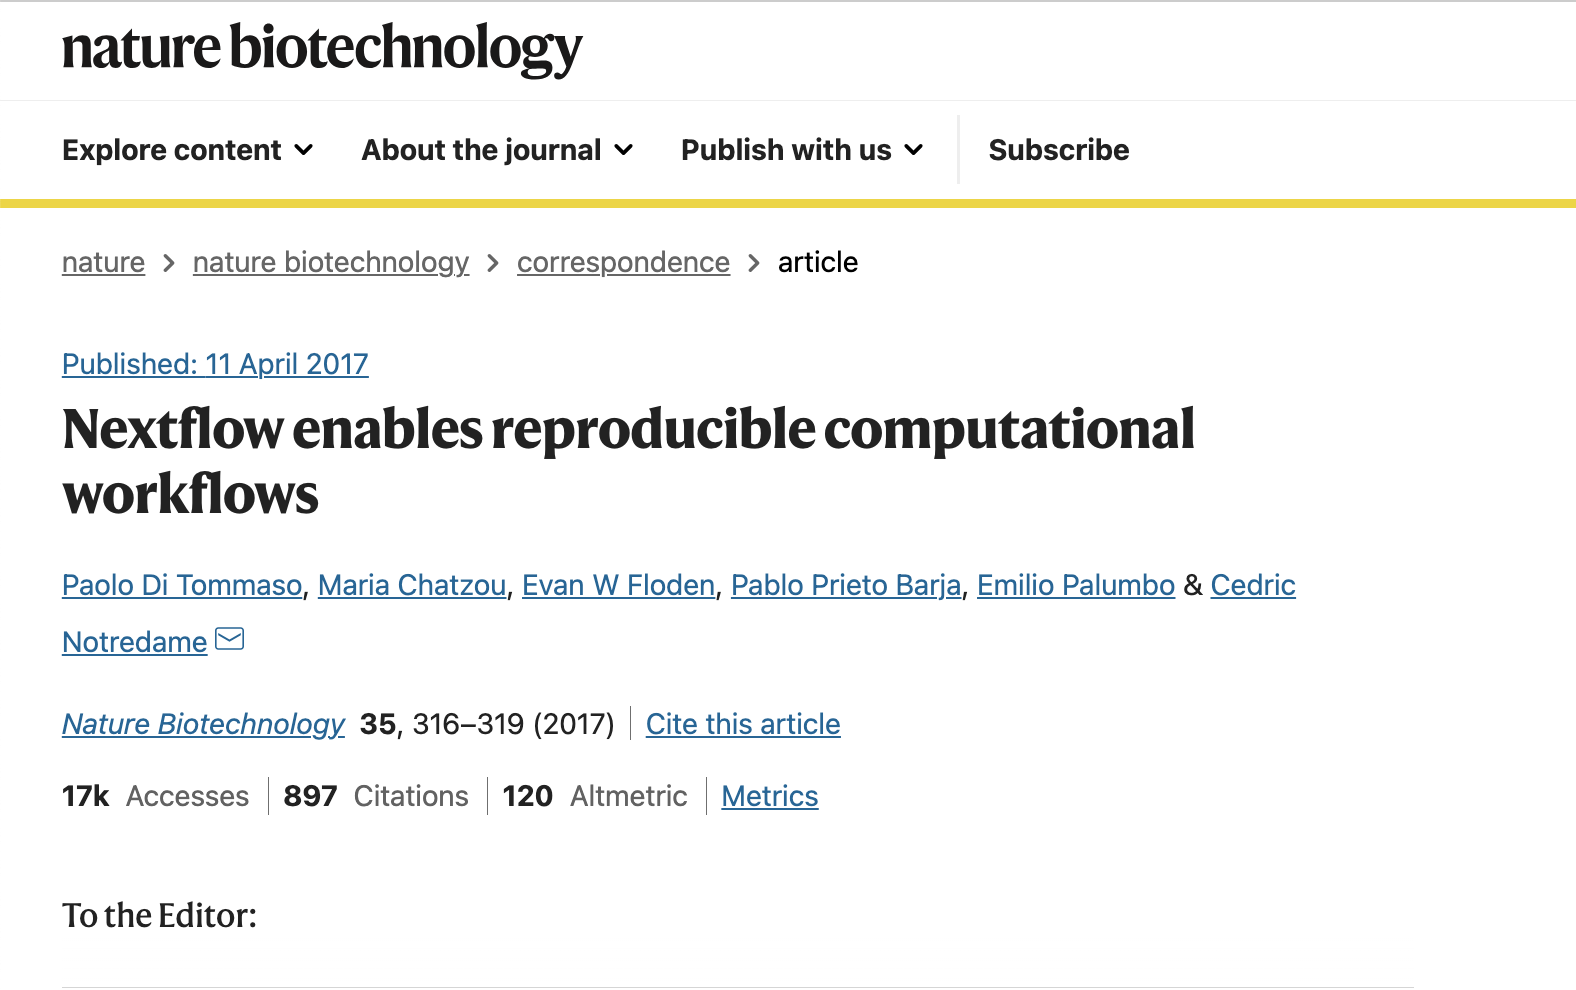 nature biotechnology
Explore content About the journal Publish with us Subscribe
nature > nature biotechnology > correspondence > article
Published: 11 April 2017
Nextflow enables reproducible computational
workflows
Paolo Di Tommaso, Maria Chatzou, Evan W Floden, Pablo Prieto Barja, Emilio Palumbo & Cedric
Notredame
Nature Biotechnology 35, 316–319 (2017) Cite this article
17k Accesses 897 Citations 120 Altmetric Metrics
To the Editor: